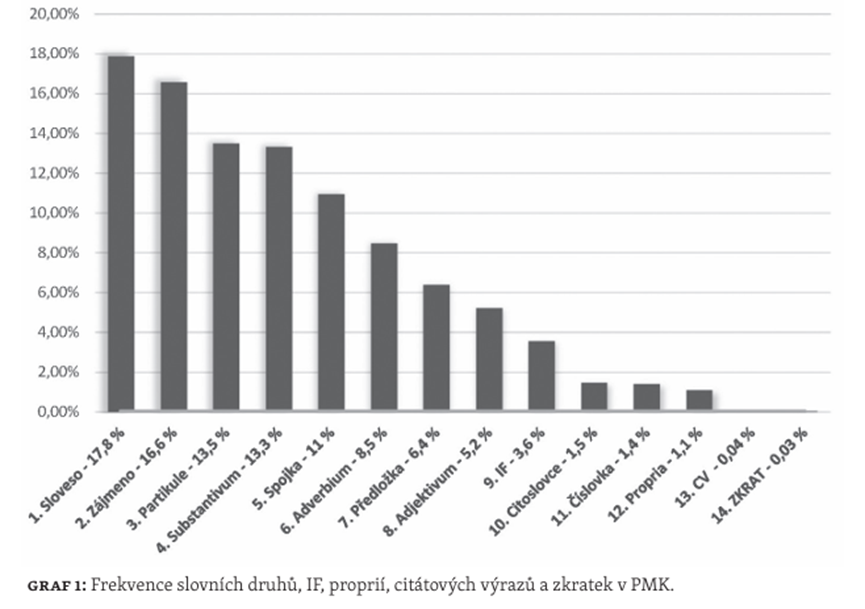 20,00%
18,00%
16,00%
14,00%
12,00%
10,00%
8,00%
6,00%
4,00%
2,00%
0,00%
1. Sloveso - 17,8 %
2. Zájmeno - 16,6 %
3. Partikule - 13,5 %
4. Substantivum - 13,3 %
5. Spojka - 11 %
6. Adverbium - 8,5 %
7. Předložka - 6,4 %
8. Adjektivum - 5,2 %
9. IF - 3,6 %
10. Citoslovce - 1,5 %
11. Číslovka - 1,4 %
12. Propria - 1,1 %
13. CV - 0,04 %
14. ZKRAT - 0,03 %
GRAF 1: Frekvence slovních druhů, IF, proprií, citátových výrazů a zkratek v PMK.